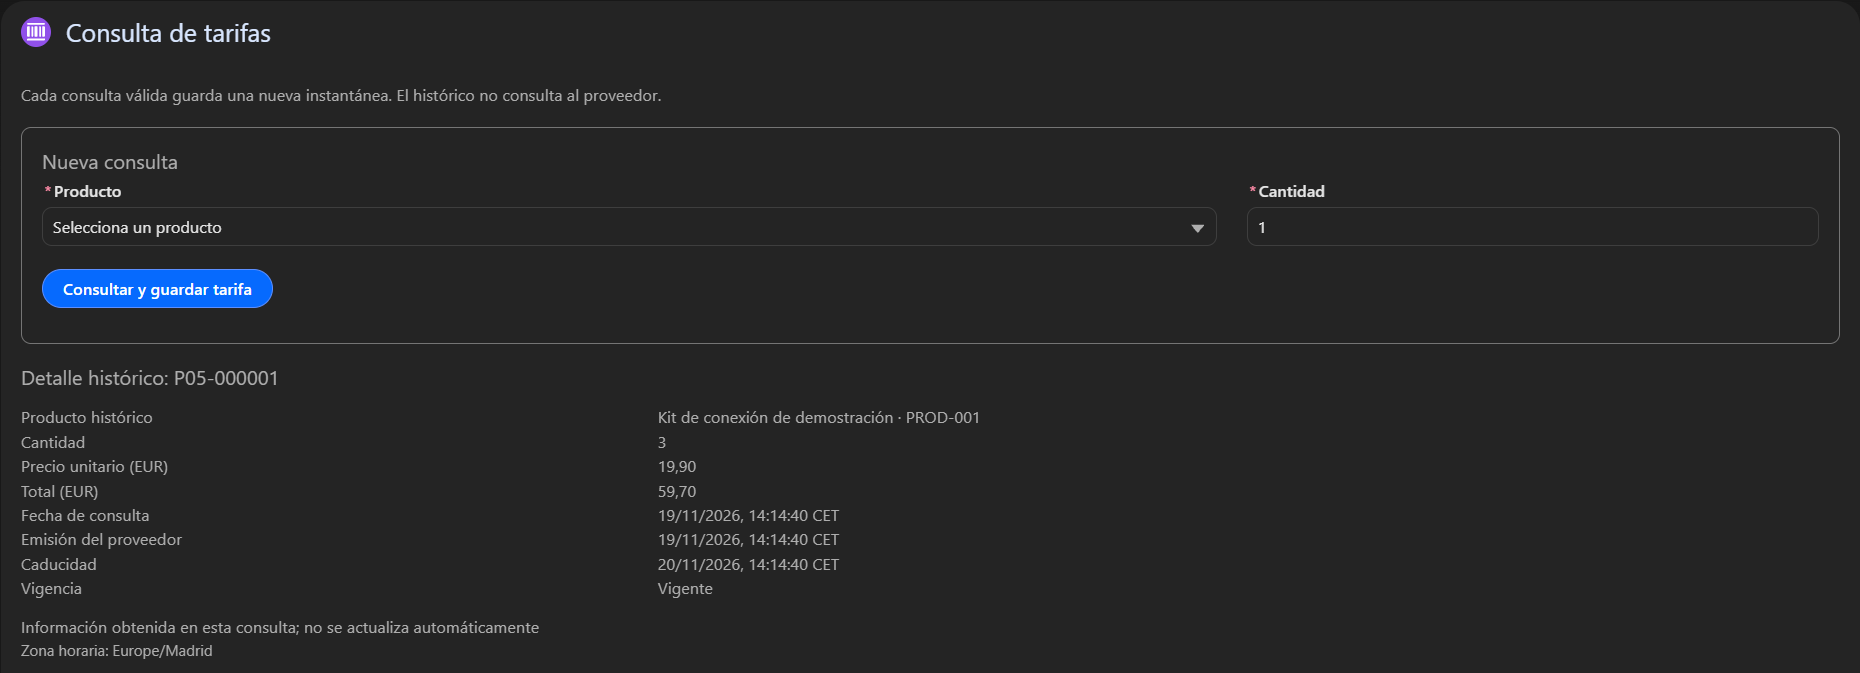 Consulta de tarifas
Cada consulta válida guarda una nueva instantánea. El histórico no consulta al proveedor.
Nueva consulta
*Producto
*Cantidad
Selecciona un producto
1
Consultar y guardar tarifa
Detalle histórico: P05-000001
Producto histórico Kit de conexión de demostración · PROD-001
Cantidad 3
Precio unitario (EUR) 19,90
Total (EUR) 59,70
Fecha de consulta 19/11/2026, 14:14:40 CET
Emisión del proveedor 19/11/2026, 14:14:40 CET
Caducidad 20/11/2026, 14:14:40 CET
Vigencia Vigente
Información obtenida en esta consulta; no se actualiza automáticamente
Zona horaria: Europe/Madrid